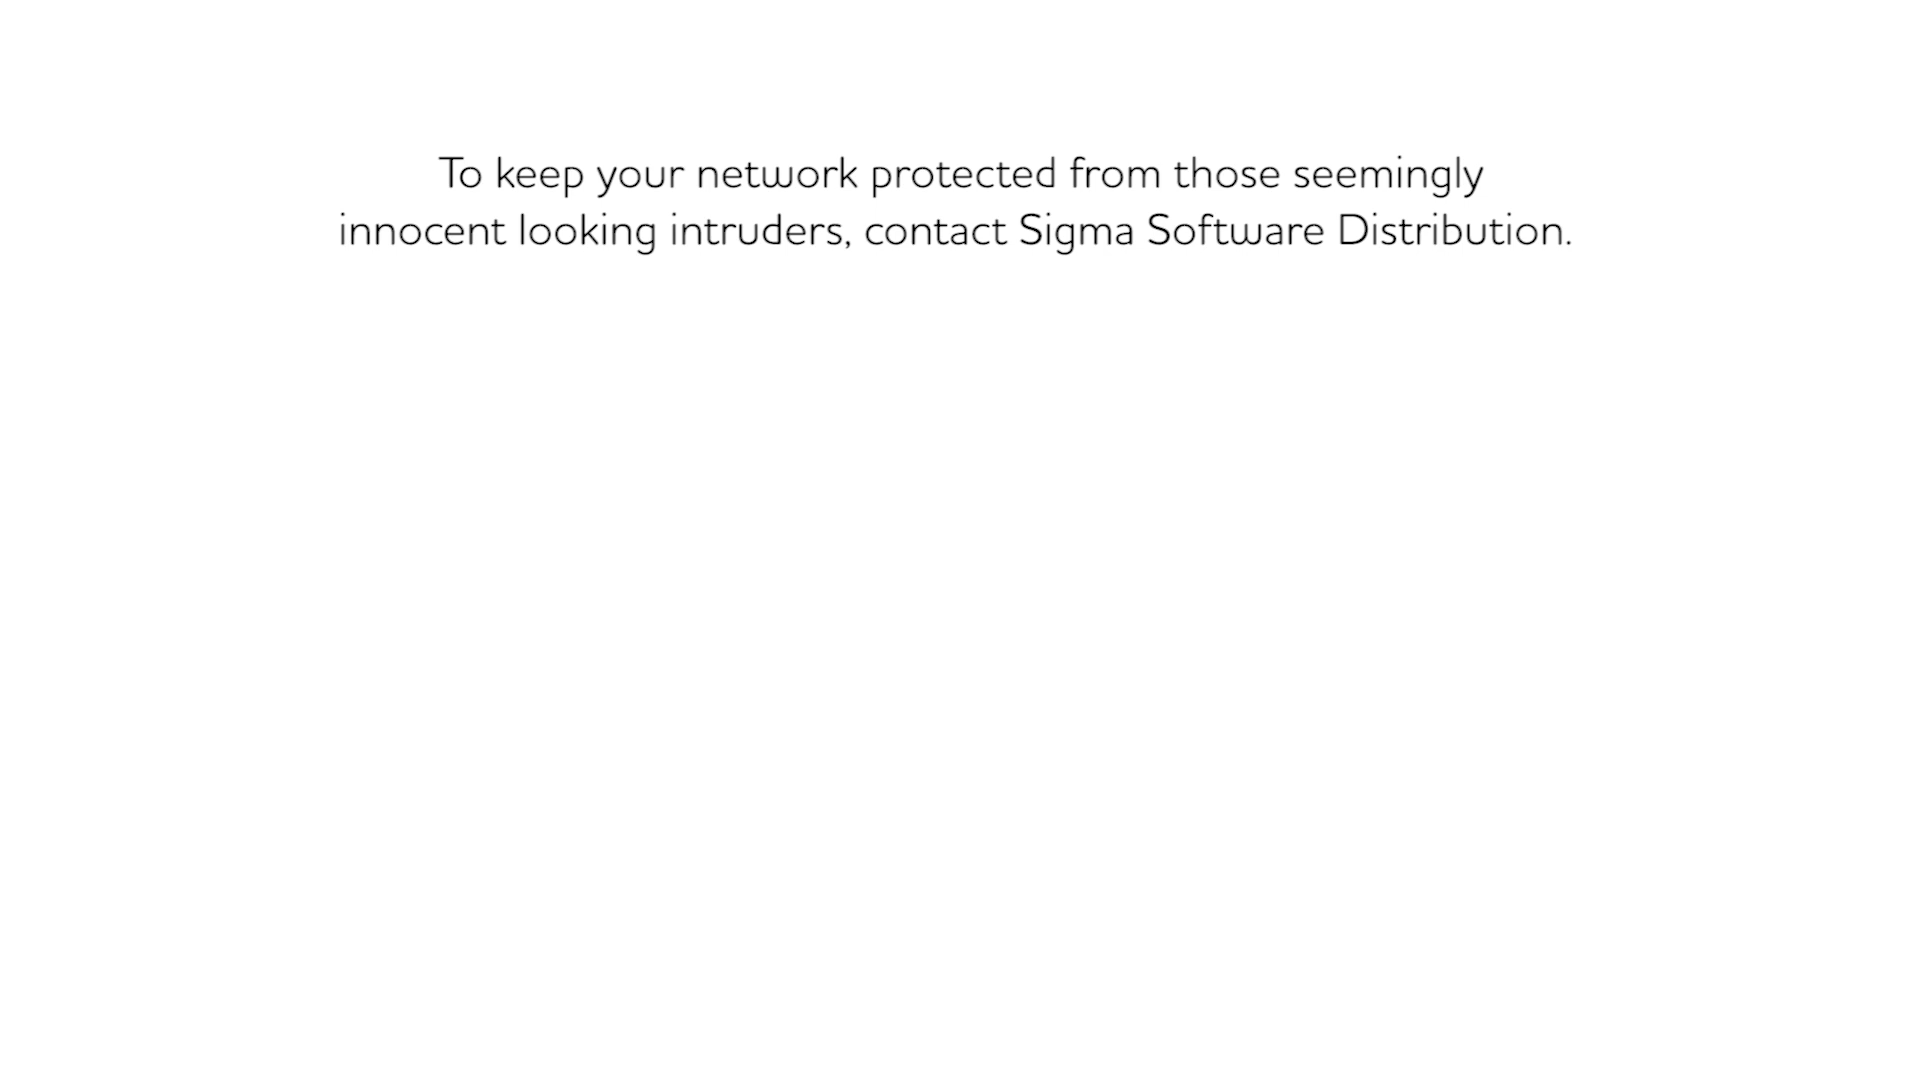 To keep your network protected from those seemingly
innocent looking intruders, contact Sigma Software Distribution.